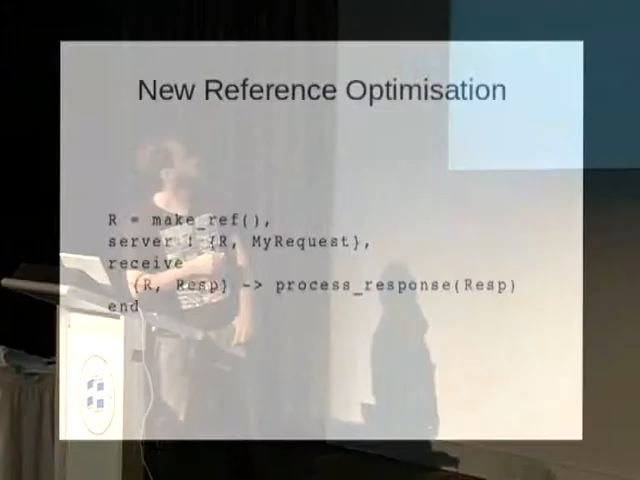 New Reference Optimisation
R = make_ref(),
server ! {R, MyRequest},
receive
{R, Resp} -> process_response(Resp)
end